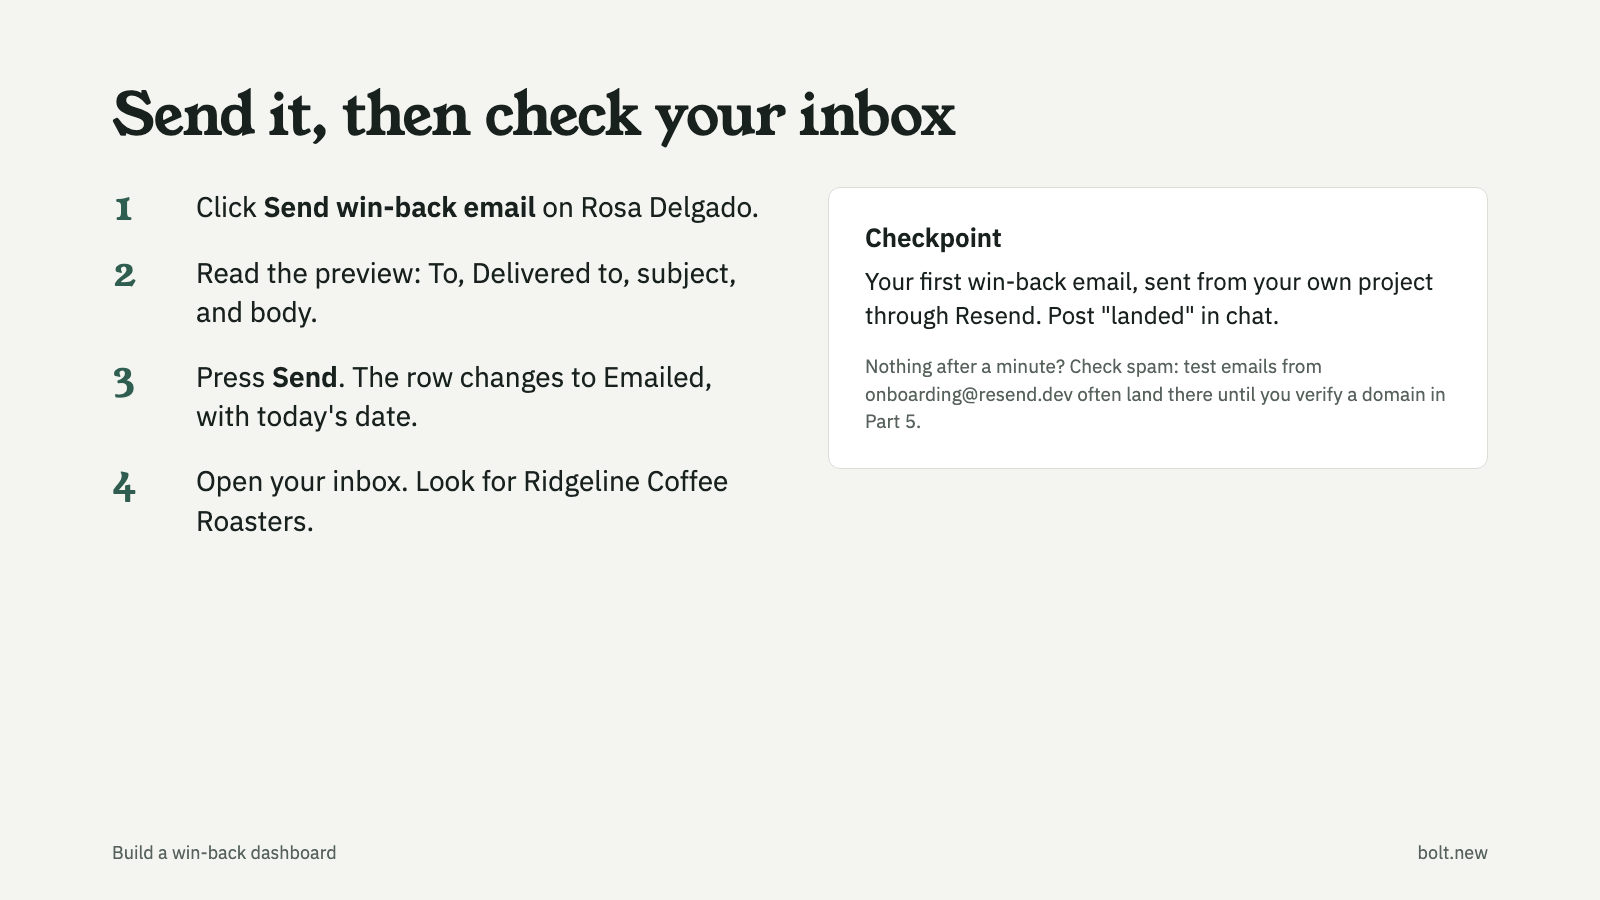 Send it, then check your inbox
1 Click Send win-back email on Rosa Delgado.
2 Read the preview: To, Delivered to, subject,
and body.
3 Press Send. The row changes to Emailed,
with today's date.
4 Open your inbox. Look for Ridgeline Coffee
Roasters.
Checkpoint
Your first win-back email, sent from your own project
through Resend. Post "landed" in chat.
Nothing after a minute? Check spam: test emails from
onboarding@resend.dev often land there until you verify a domain in
Part 5.
Build a win-back dashboard
bolt.new